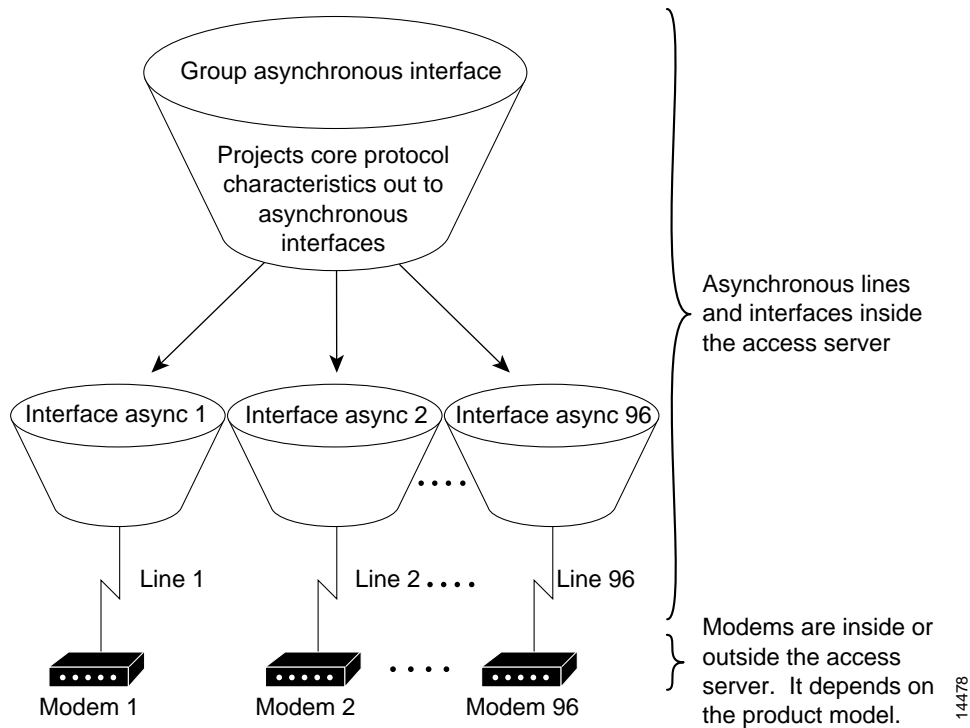 Group asynchronous interface
Projects core protocol
characteristics out to
asynchronous
interfaces
Asynchronous lines
and interfaces inside
the access server
Interface async 1
Interface async 2
Interface async 96
....
Line 1
Line 2 ....
Line 96
....
Modem 1
Modem 2
Modem 96
Modems are inside or
outside the access
server. It depends on
the product model.
14478